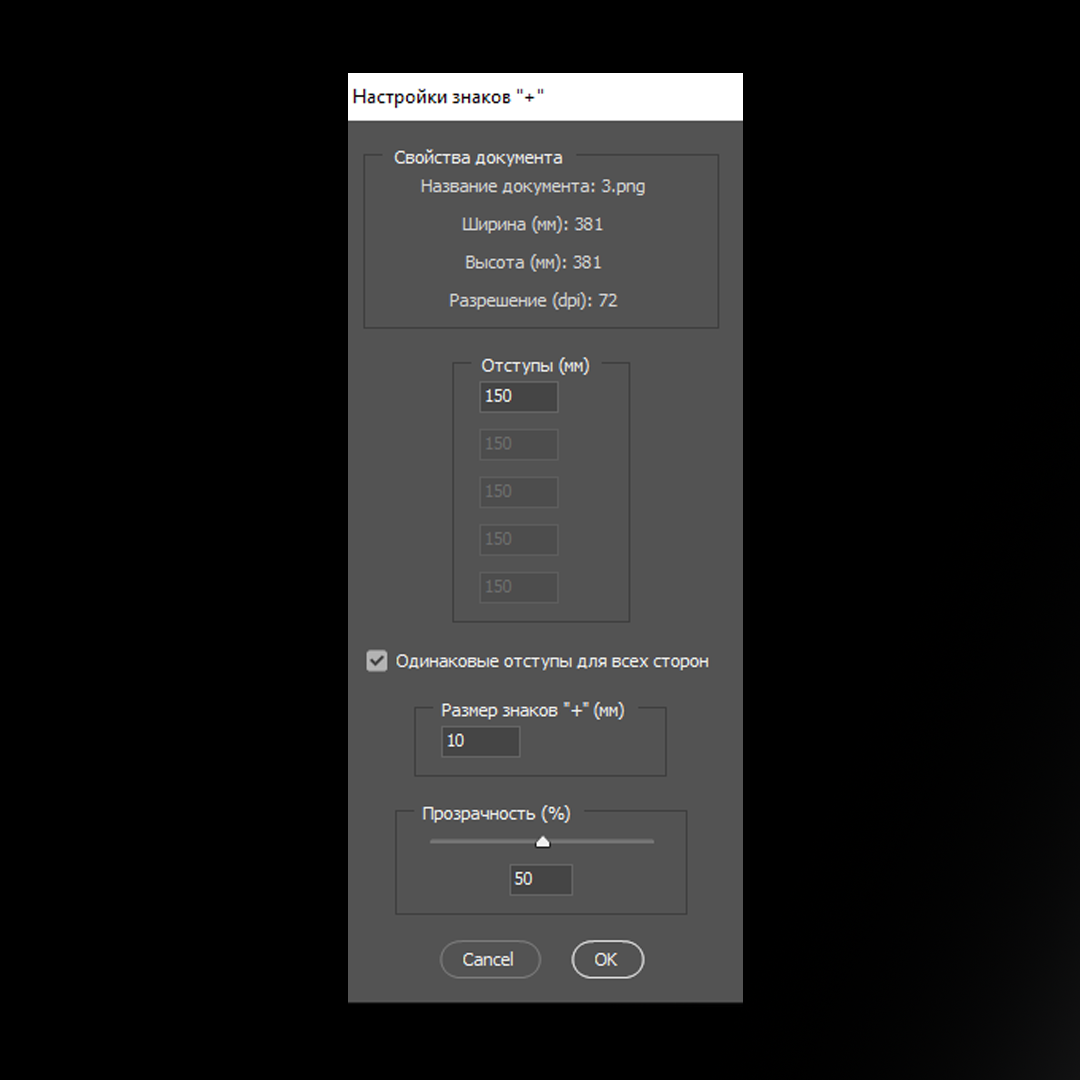 Настройки знаков "+"
Свойства документа
Название документа: 3.png
Ширина (мм): 381
Высота (мм): 381
Разрешение (dpi): 72
Отступы (мм)
150
150
150
150
150
Одинаковые отступы для всех сторон
Размер знаков "+" (мм)
10
Прозрачность (%)
50
Cancel OK